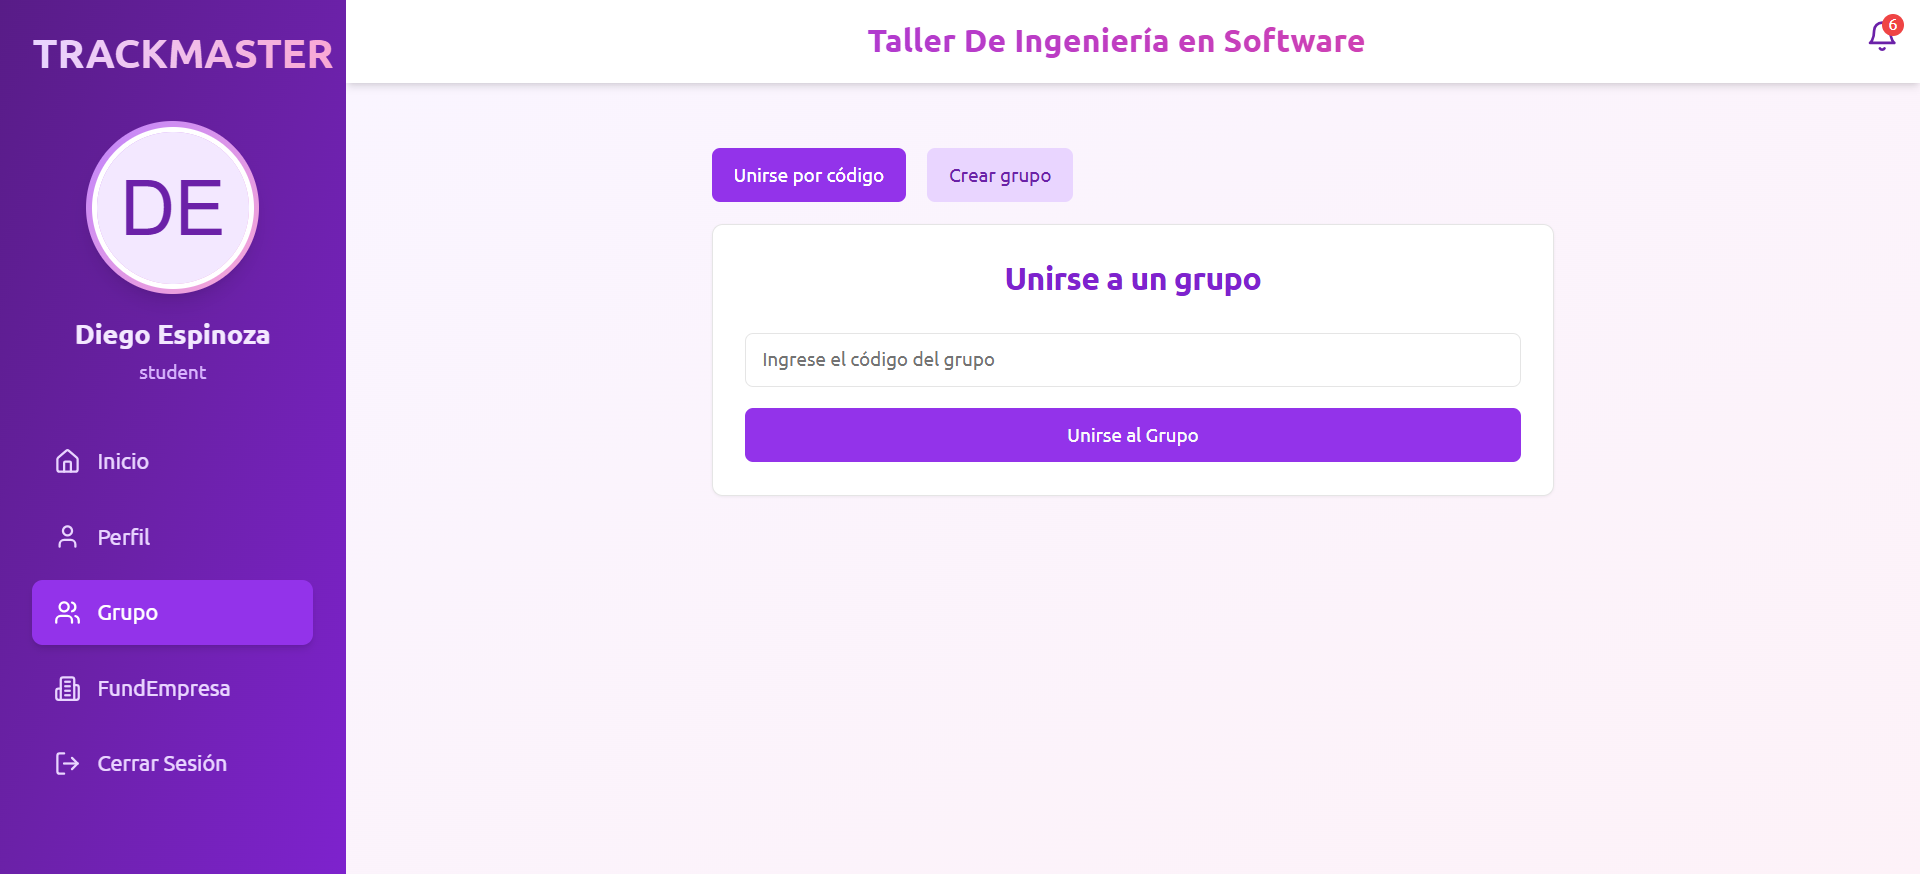 TRACKMASTER
DE
Diego Espinoza
student
Inicio
Perfil
Grupo
FundEmpresa
Cerrar Sesión
Taller De Ingeniería en Software
6
Unirse por código
Crear grupo
Unirse a un grupo
Ingrese el código del grupo
Unirse al Grupo